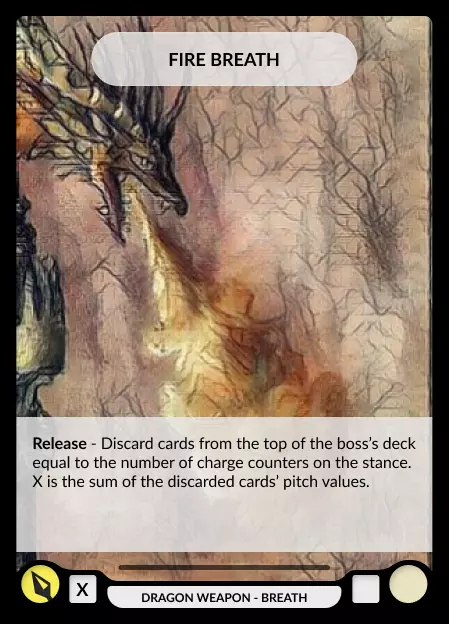 FIRE BREATH
Release - Discard cards from the top of the boss's deck
equal to the number of charge counters on the stance.
X is the sum of the discarded cards' pitch values.
X
DRAGON WEAPON - BREATH